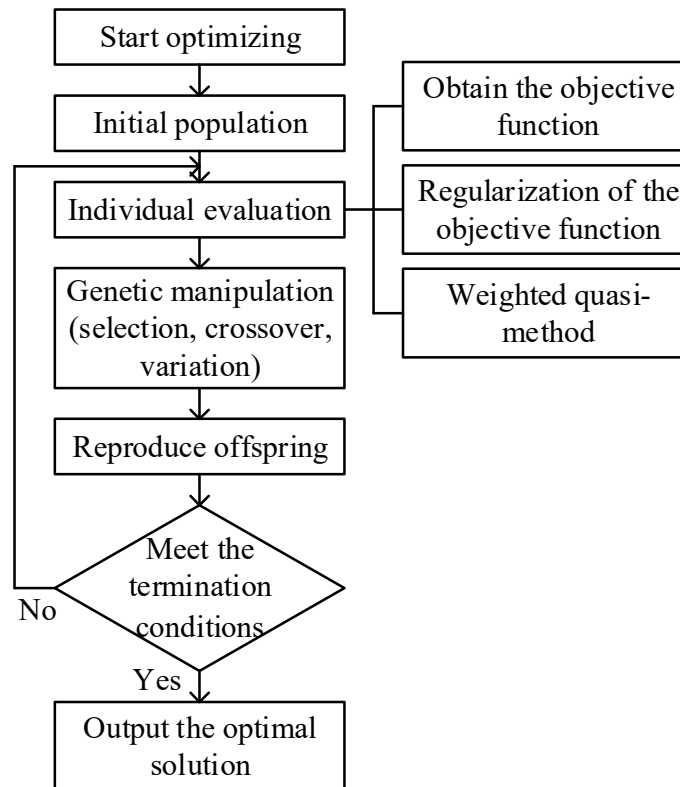 Start optimizing
Initial population
Individual evaluation
Obtain the objective
function
Regularization of the
objective function
Weighted quasi-
method
Genetic manipulation
(selection, crossover,
variation)
Reproduce offspring
Meet the
termination
conditions
No
Yes
Output the optimal
solution